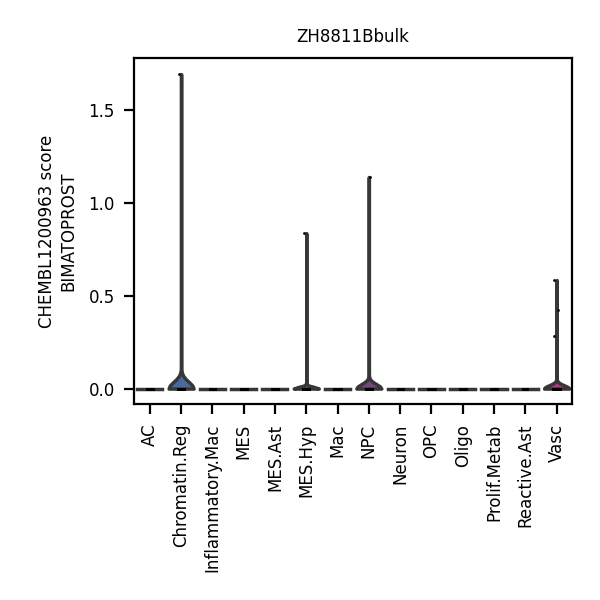 ZH8811Bbulk
CHEMBL1200963 score
BIMATOPROST
1.5
1.0
0.5
0.0
AC
Chromatin.Reg
Inflammatory.Mac
MES
MES.Ast
MES.Hyp
Mac
NPC
Neuron
OPC
Oligo
Prolif.Metab
Reactive.Ast
Vasc